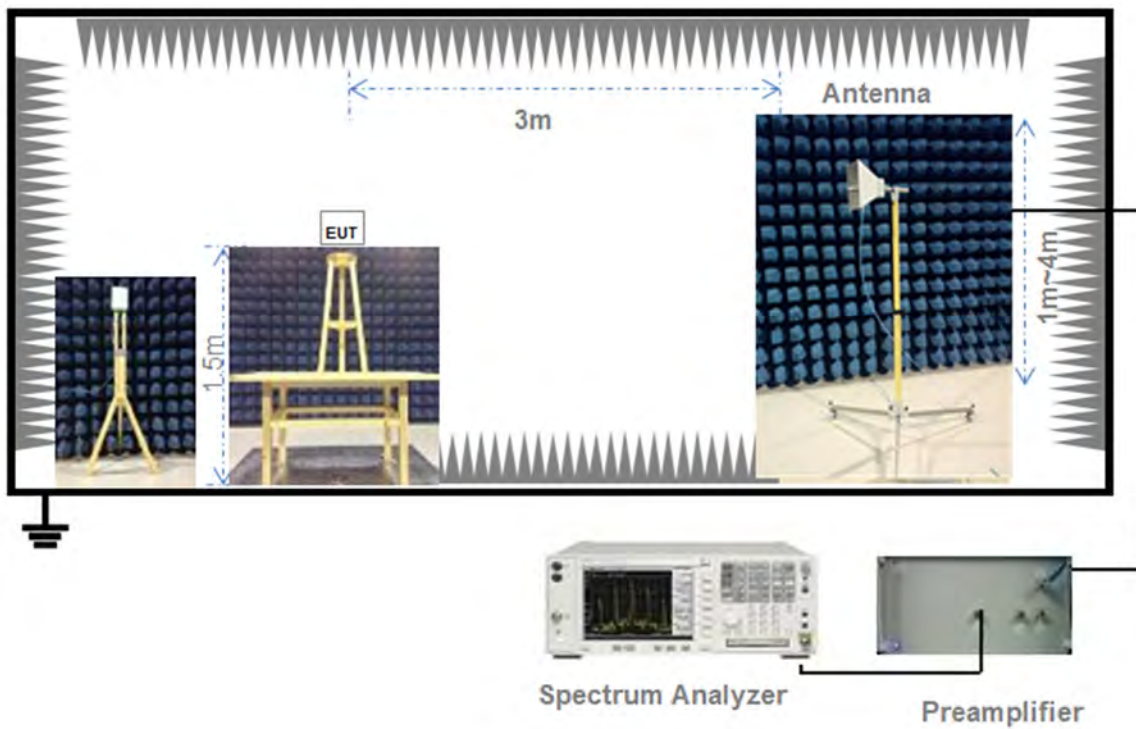 Antenna
3m
EUT
1.5m
1m~4m
Spectrum Analyzer
Preamplifier